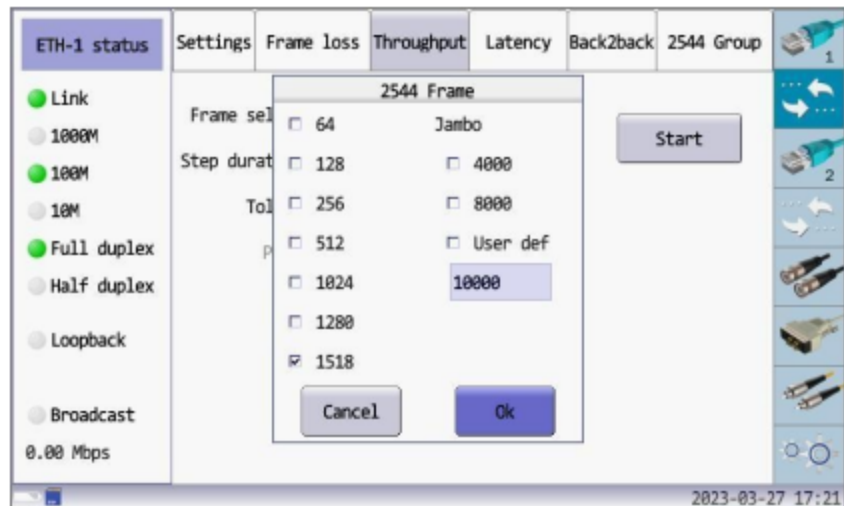 ETH-1 status
Settings
Frame loss
Throughput
Latency
Back2back
2544 Group
1
Link
1000M
100M
10M
Full duplex
Half duplex
Loopback
Broadcast
0.00 Mbps
Frame sel
Step durat
Tol
p
2544 Frame
64
128
256
512
1024
1280
1518
Jambo
4000
8000
User def
10000
Cancel
Ok
Start
2
2023-03-27 17:21